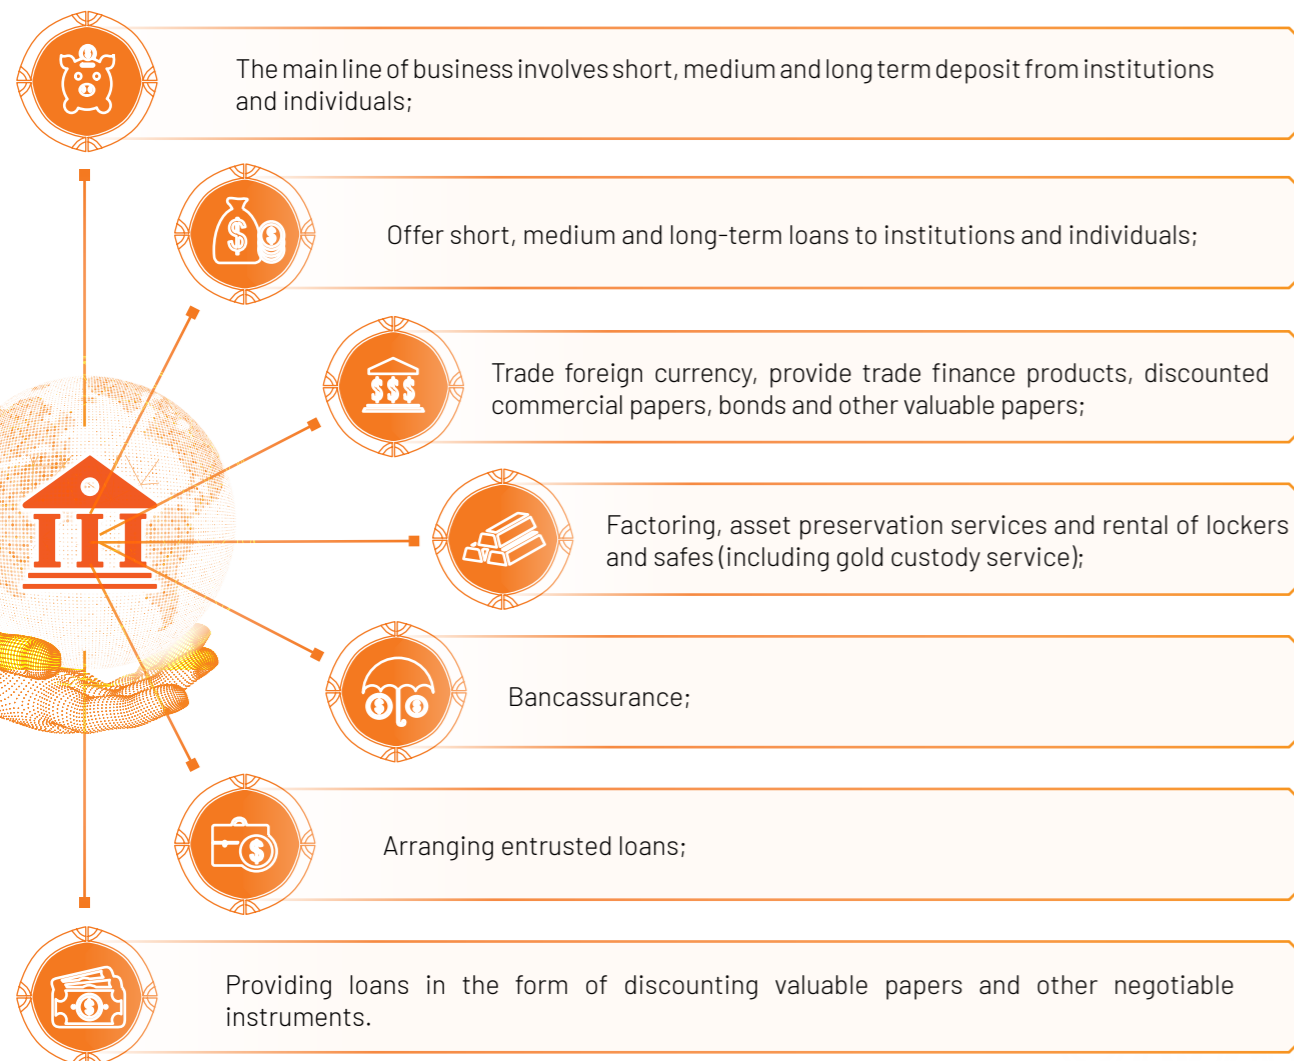 The main line of business involves short, medium and long term deposit from institutions
and individuals;
Offer short, medium and long-term loans to institutions and individuals;
Trade foreign currency, provide trade finance products, discounted
commercial papers, bonds and other valuable papers;
Factoring, asset preservation services and rental of lockers
and safes (including gold custody service);
Bancassurance;
Arranging entrusted loans;
Providing loans in the form of discounting valuable papers and other negotiable
instruments.